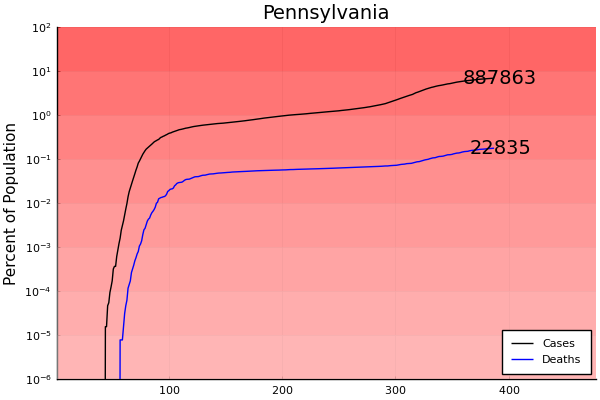 Pennsylvania
Percent of Population
10²
10¹
10⁰
10⁻¹
10⁻²
10⁻³
10⁻⁴
10⁻⁵
10⁻⁶
887863
22835
Cases
Deaths
100 200 300 400